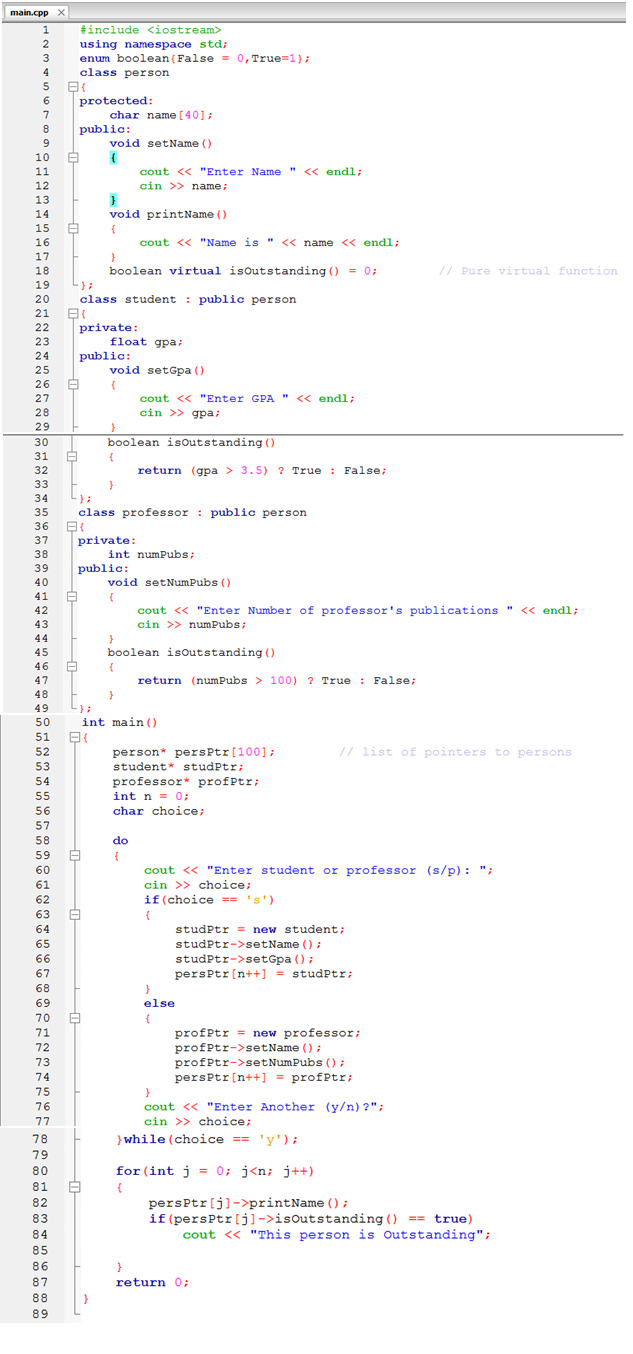 main.cpp
1 #include <iostream>
2 using namespace std;
3 enum boolean{False = 0,True=1};
4 class person
5 {
6 protected:
7     char name[40];
8 public:
9     void setName()
10     {
11         cout << "Enter Name " << endl;
12         cin >> name;
13     }
14     void printName()
15     {
16         cout << "Name is " << name << endl;
17     }
18     boolean virtual isOutstanding() = 0;        // Pure virtual function
19 };
20 class student : public person
21 {
22 private:
23     float gpa;
24 public:
25     void setGpa()
26     {
27         cout << "Enter GPA " << endl;
28         cin >> gpa;
29     }
30     boolean isOutstanding()
31     {
32         return (gpa > 3.5) ? True : False;
33     }
34 };
35 class professor : public person
36 {
37 private:
38     int numPubs;
39 public:
40     void setNumPubs()
41     {
42         cout << "Enter Number of professor's publications " << endl;
43         cin >> numPubs;
44     }
45     boolean isOutstanding()
46     {
47         return (numPubs > 100) ? True : False;
48     }
49 };
50 int main()
51 {
52     person* persPtr[100];        // list of pointers to persons
53     student* studPtr;
54     professor* profPtr;
55     int n = 0;
56     char choice;
57
58     do
59     {
60         cout << "Enter student or professor (s/p): ";
61         cin >> choice;
62         if(choice == 's')
63         {
64             studPtr = new student;
65             studPtr->setName();
66             studPtr->setGpa();
67             persPtr[n++] = studPtr;
68         }
69         else
70         {
71             profPtr = new professor;
72             profPtr->setName();
73             profPtr->setNumPubs();
74             persPtr[n++] = profPtr;
75         }
76         cout << "Enter Another (y/n)?";
77         cin >> choice;
78     }while(choice == 'y');
79
80     for(int j = 0; j<n; j++)
81     {
82         persPtr[j]->printName();
83         if(persPtr[j]->isOutstanding() == true)
84             cout << "This person is Outstanding";
85
86     }
87     return 0;
88 }
89